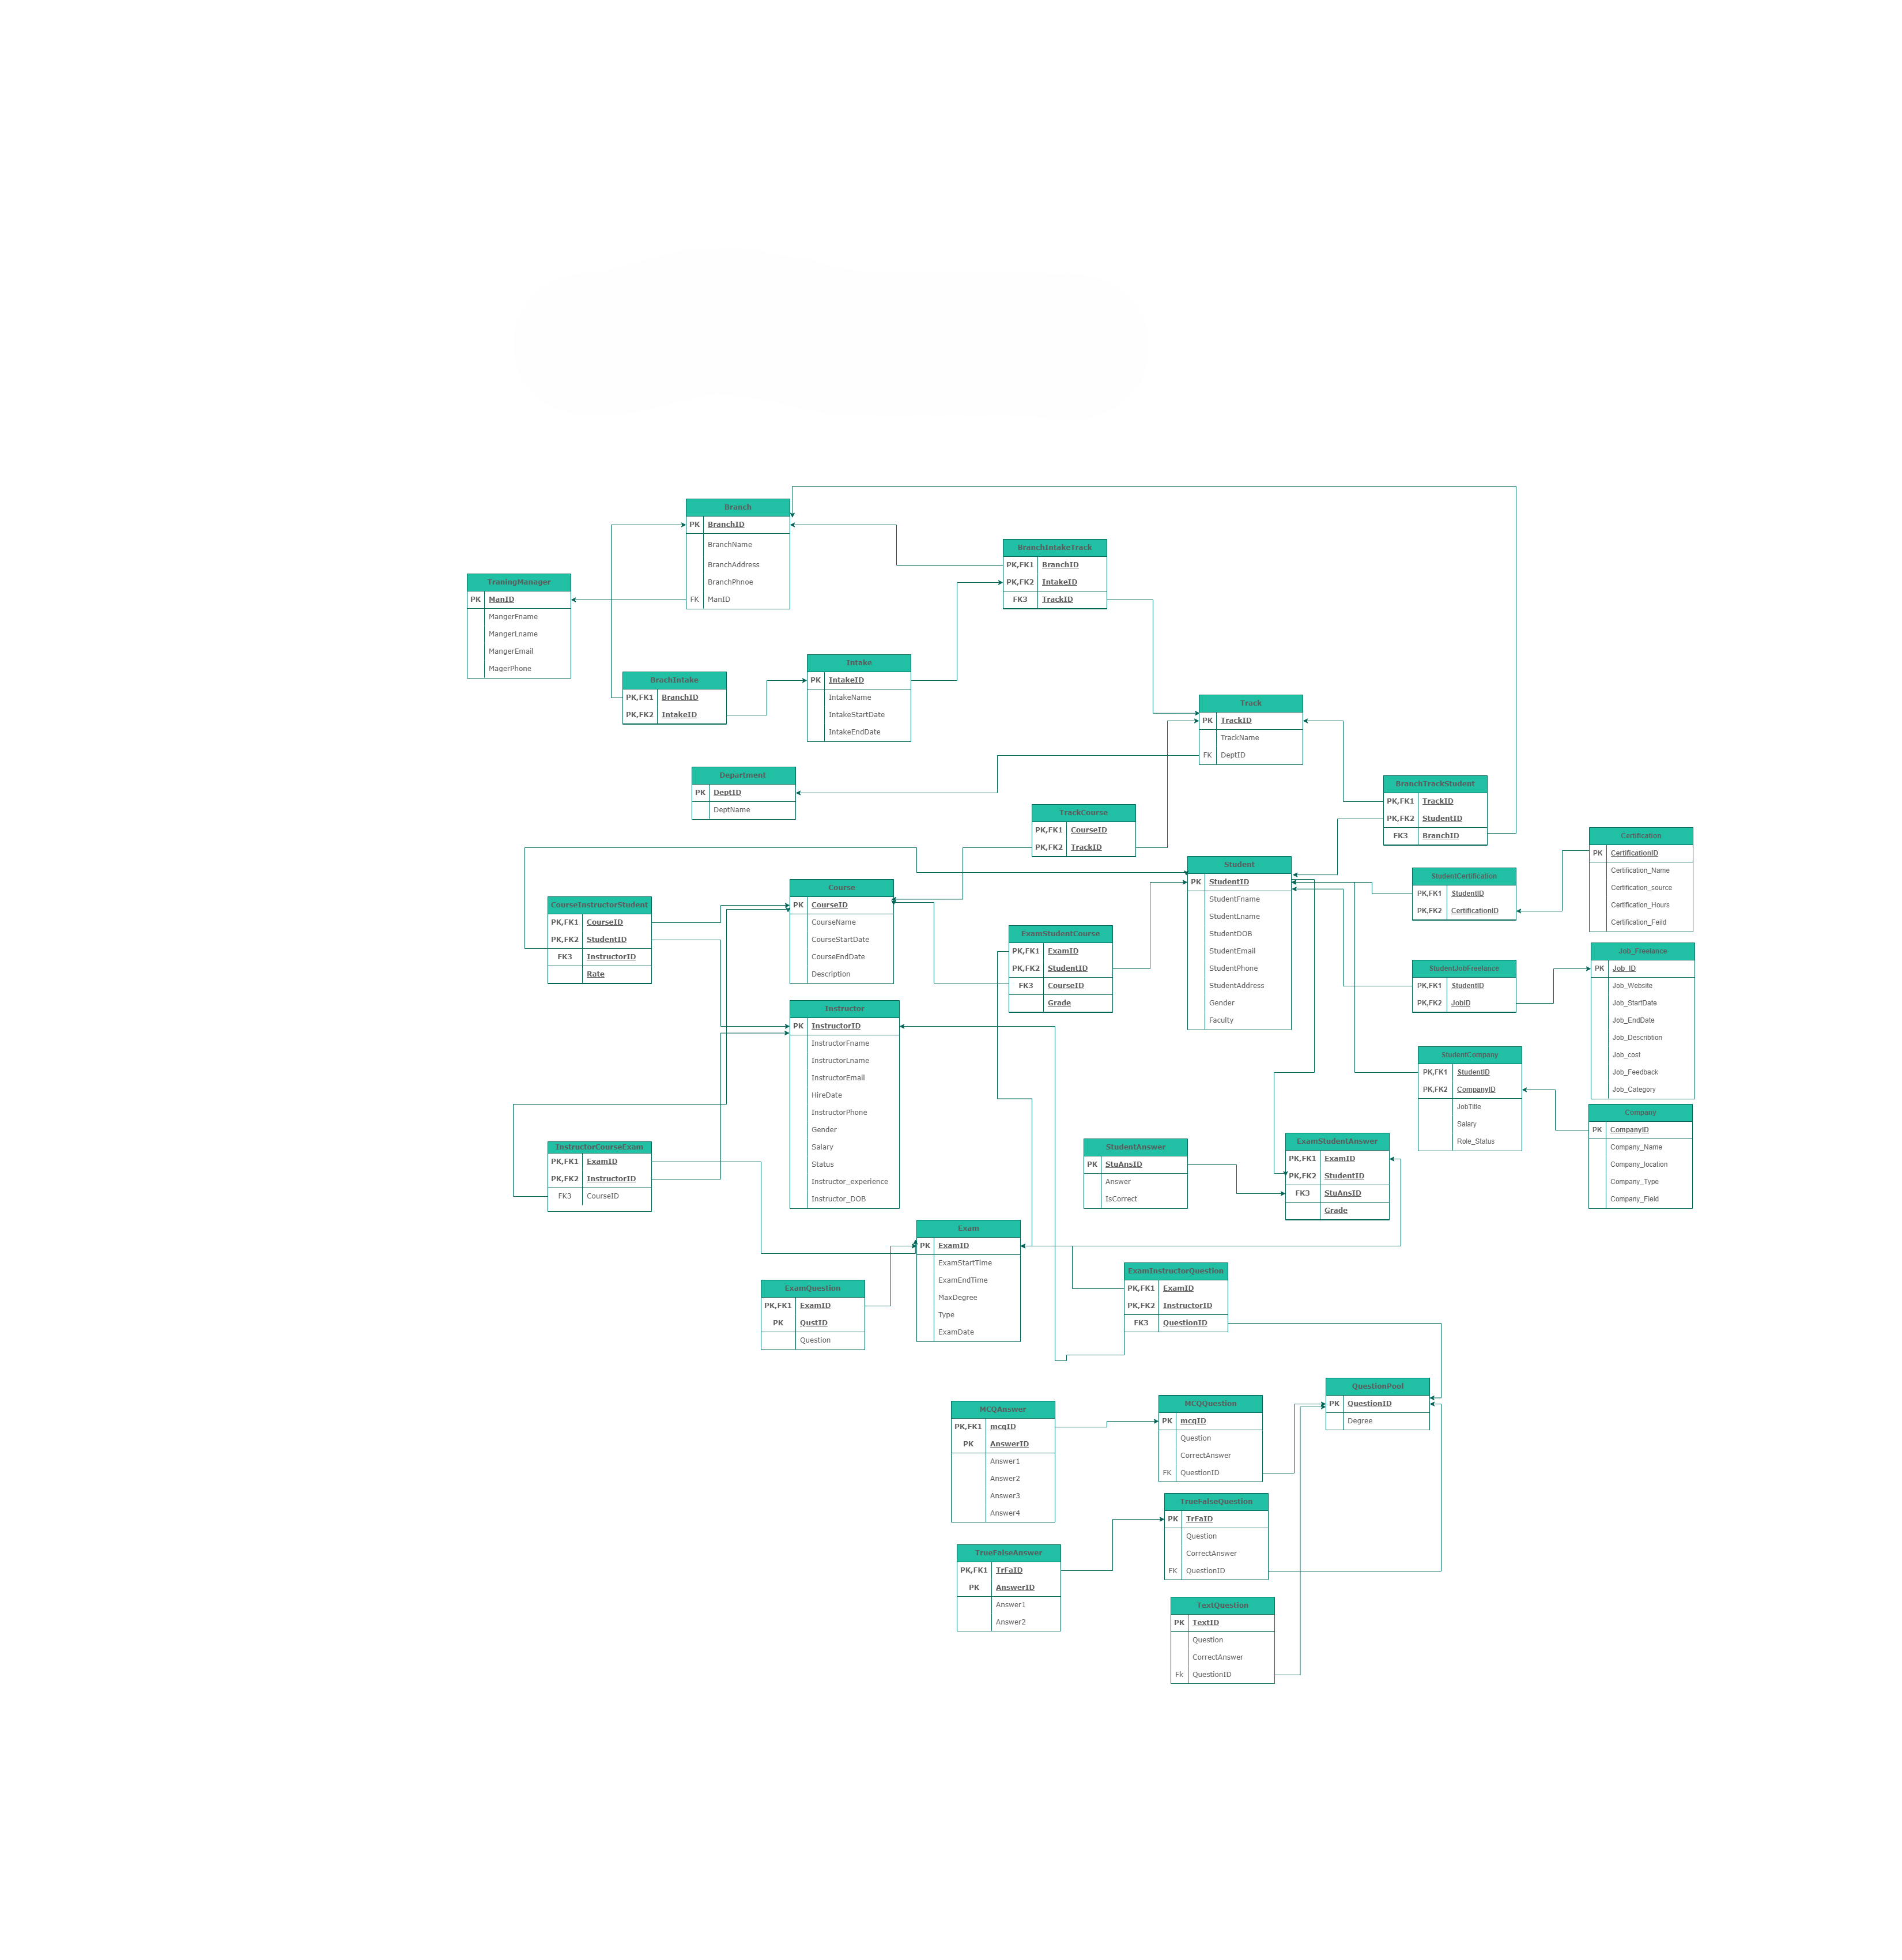 Branch
PK BranchID
BranchName
BranchAddress
BranchPhnoe
FK ManID
BranchIntakeTrack
PK,FK1 BranchID
PK,FK2 IntakeID
FK3 TrackID
TraningManager
PK ManID
MangerFname
MangerLname
MangerEmail
MagerPhone
Intake
PK IntakeID
IntakeName
IntakeStartDate
IntakeEndDate
BrachIntake
PK,FK1 BranchID
PK,FK2 IntakeID
Track
PK TrackID
TrackName
FK DeptID
Department
PK DeptID
DeptName
BranchTrackStudent
PK,FK1 TrackID
PK,FK2 StudentID
FK3 BranchID
TrackCourse
PK,FK1 CourseID
PK,FK2 TrackID
Certification
PK CertificationID
Certification_Name
Certification_source
Certification_Hours
Certification_Feild
Student
PK StudentID
StudentFname
StudentLname
StudentDOB
StudentEmail
StudentPhone
StudentAddress
Gender
Faculty
StudentCertification
PK,FK1 StudentID
PK,FK2 CertificationID
Course
PK CourseID
CourseName
CourseStartDate
CourseEndDate
Description
CourseInstructorStudent
PK,FK1 CourseID
PK,FK2 StudentID
FK3 InstructorID
Rate
ExamStudentCourse
PK,FK1 ExamID
PK,FK2 StudentID
FK3 CourseID
Grade
Job_Freelance
PK Job_ID
Job_Website
Job_StartDate
Job_EndDate
Job_Describtion
Job_cost
Job_Feedback
Job_Category
StudentJobFreelance
PK,FK1 StudentID
PK,FK2 JobID
Instructor
PK InstructorID
InstructorFname
InstructorLname
InstructorEmail
HireDate
InstructorPhone
Gender
Salary
Status
Instructor_experience
Instructor_DOB
StudentCompany
PK,FK1 StudentID
PK,FK2 CompanyID
JobTitle
Salary
Role_Status
Company
PK CompanyID
Company_Name
Company_location
Company_Type
Company_Field
InstructorCourseExam
PK,FK1 ExamID
PK,FK2 InstructorID
FK3 CourseID
StudentAnswer
PK StuAnsID
Answer
IsCorrect
ExamStudentAnswer
PK,FK1 ExamID
PK,FK2 StudentID
FK3 StuAnsID
Grade
Exam
PK ExamID
ExamStartTime
ExamEndTime
MaxDegree
Type
ExamDate
ExamInstructorQuestion
PK,FK1 ExamID
PK,FK2 InstructorID
FK3 QuestionID
ExamQuestion
PK,FK1 ExamID
PK QustID
Question
QuestionPool
PK QuestionID
Degree
MCQQuestion
PK mcqID
Question
CorrectAnswer
FK QuestionID
MCQAnswer
PK,FK1 mcqID
PK AnswerID
Answer1
Answer2
Answer3
Answer4
TrueFalseQuestion
PK TrFaID
Question
CorrectAnswer
FK QuestionID
TrueFalseAnswer
PK,FK1 TrFaID
PK AnswerID
Answer1
Answer2
TextQuestion
PK TextID
Question
CorrectAnswer
Fk QuestionID